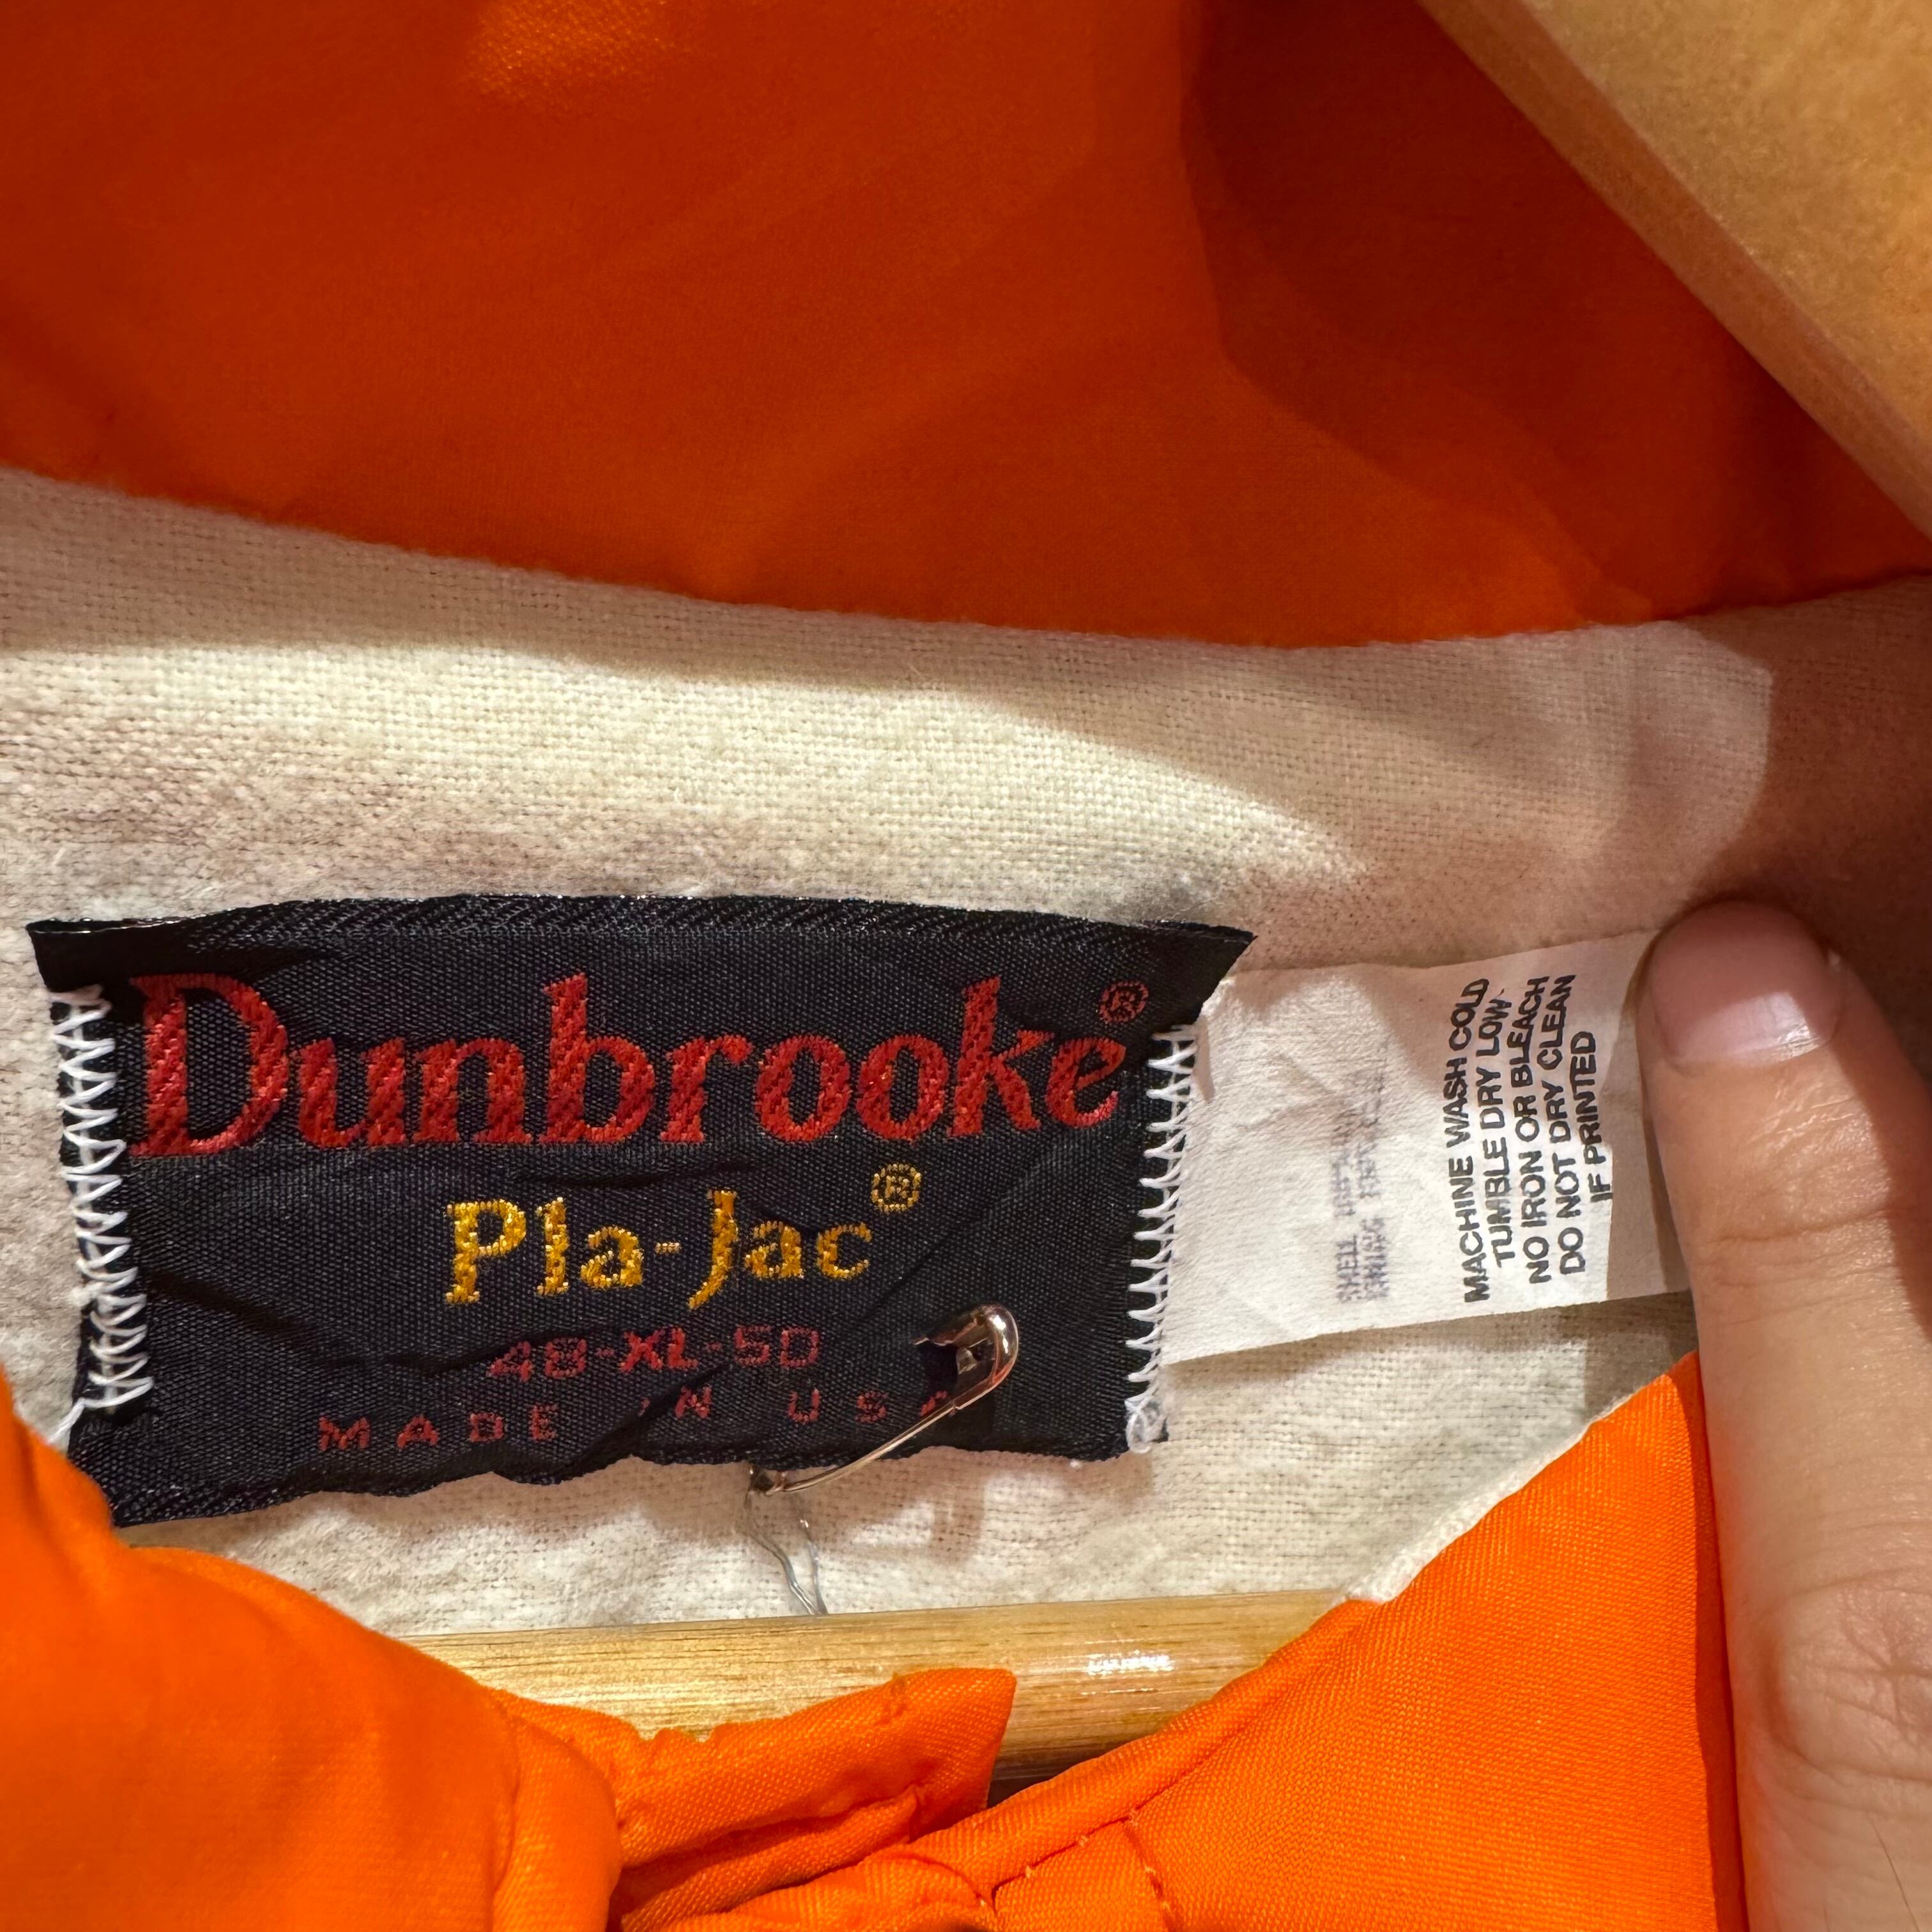 Dunbrooke®
Pla-Jac®
48-XL-50
MADE IN USA
SHELL
MACHINE WASH COLD
TUMBLE DRY LOW
NO IRON OR BLEACH
DO NOT DRY CLEAN
IF PRINTED